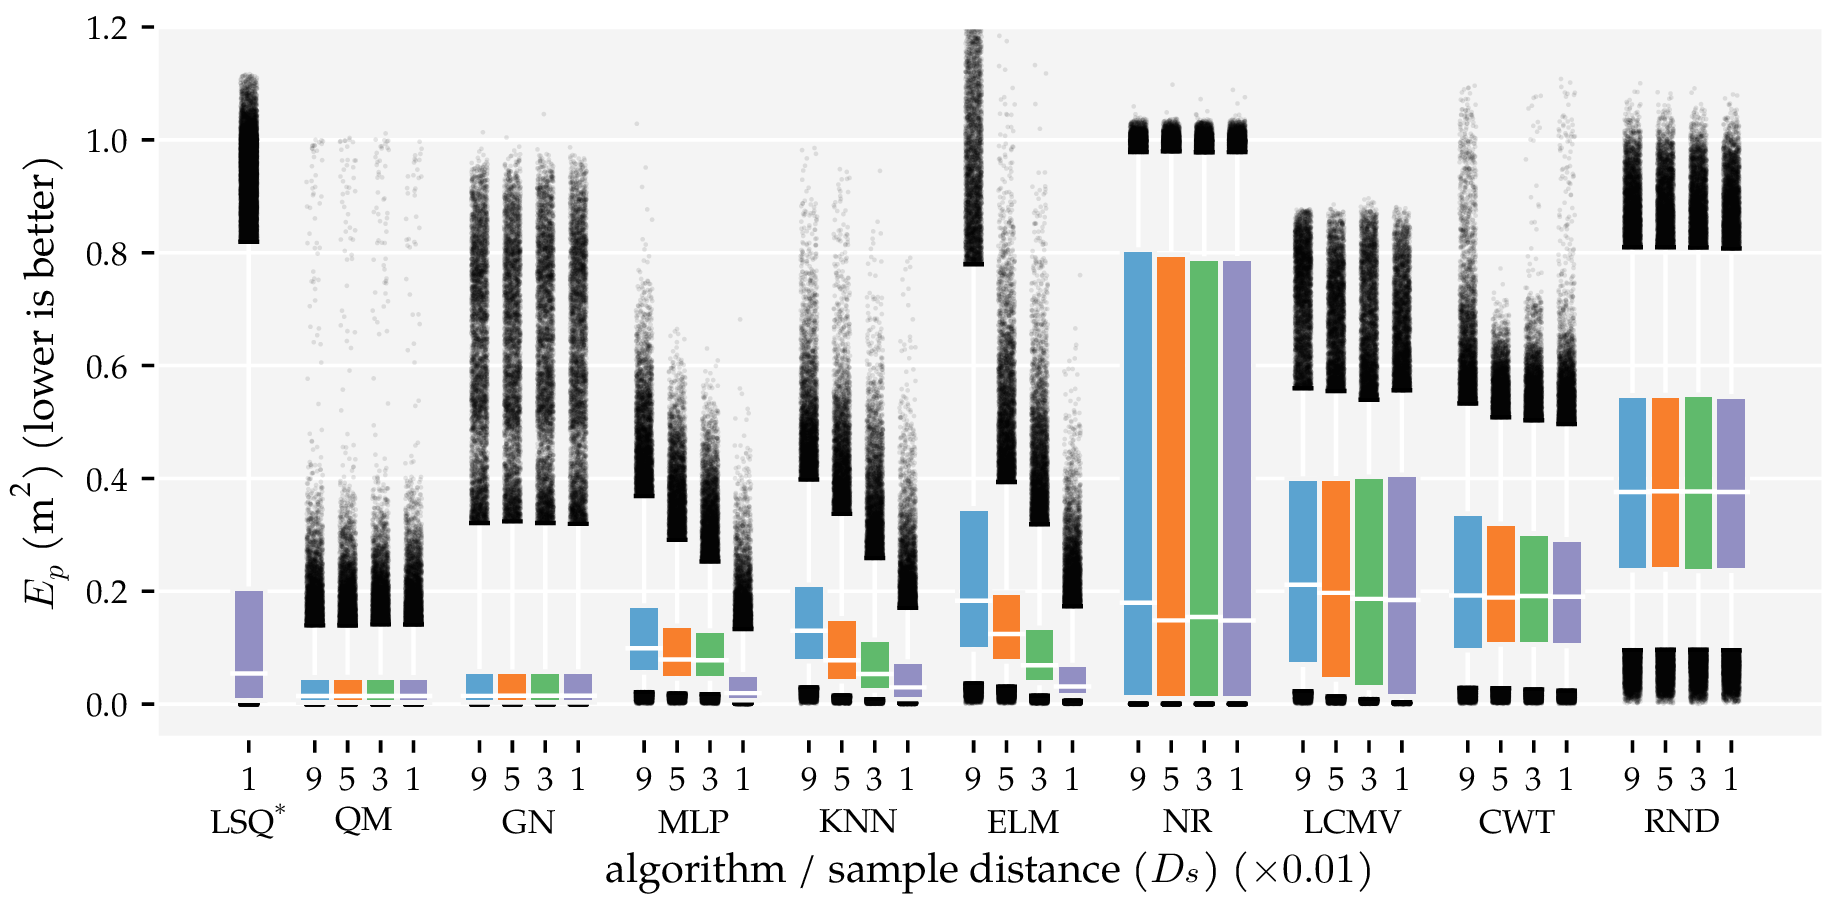 1.2
1.0
0.8
0.6
0.4
0.2
0.0
E_p (m²) (lower is better)
1 9 5 3 1 9 5 3 1 9 5 3 1 9 5 3 1 9 5 3 1 9 5 3 1 9 5 3 1 9 5 3 1 9 5 3 1
LSQ* QM GN MLP KNN ELM NR LCMV CWT RND
algorithm / sample distance (Dₛ) (×0.01)